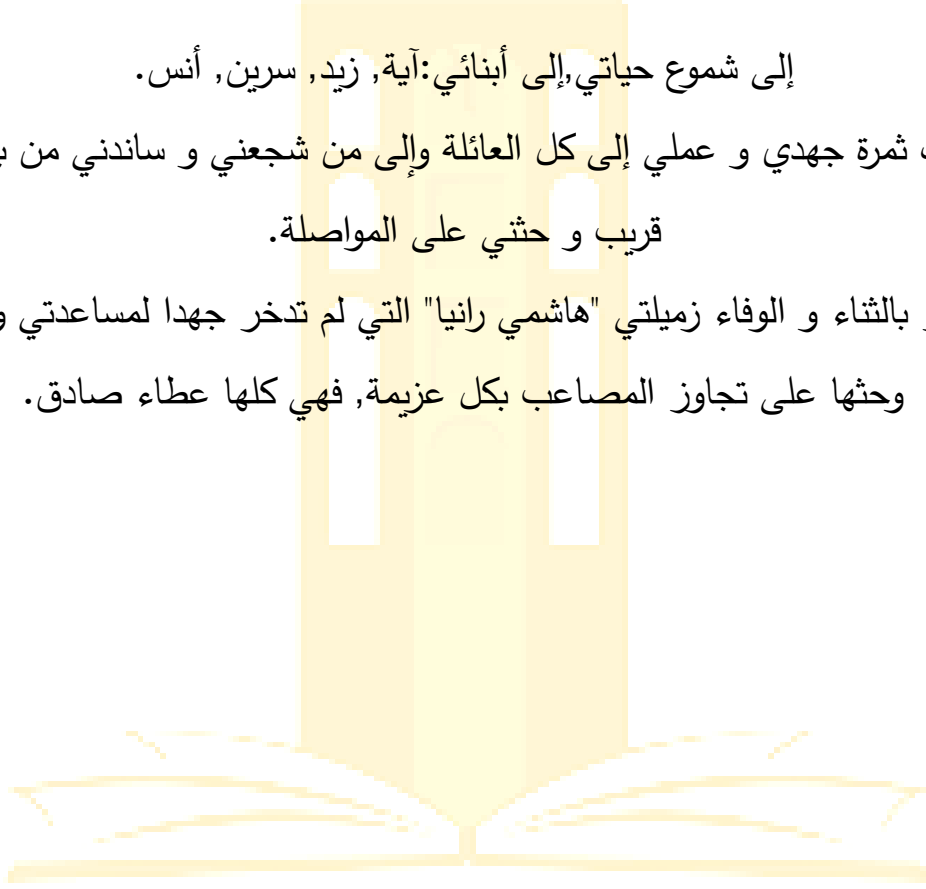 إلى شموع حياتي,إلى أبنائي:آية, زيد, سرين, أنس.
ثمرة جهدي و عملي إلى كل العائلة وإلى من شجعني و ساندني من
قريب و حثني على المواصلة.
بالثناء و الوفاء زميلتي "هاشمي رانيا" التي لم تدخر جهدا لمساعدتي و
وحثها على تجاوز المصاعب بكل عزيمة, فهي كلها عطاء صادق.